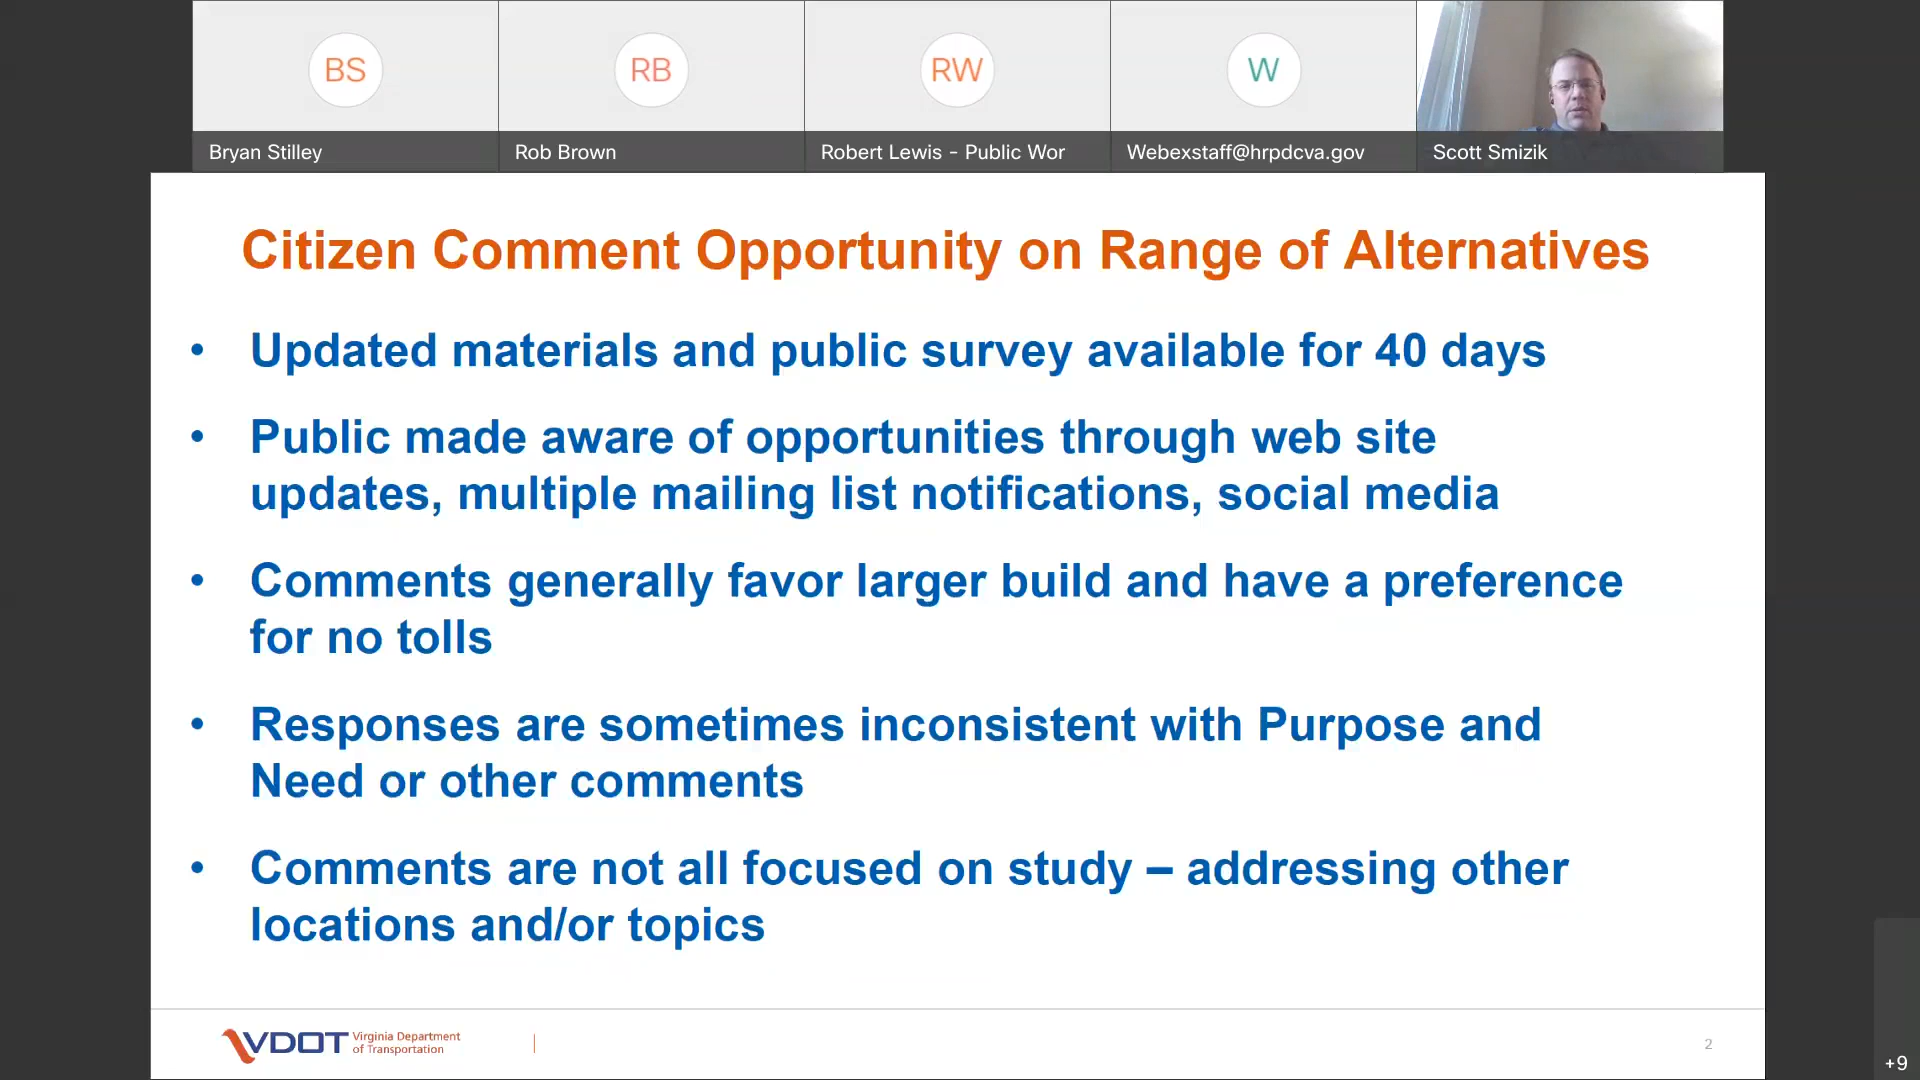 BS
RB
RW
W
Bryan Stilley
Rob Brown
Robert Lewis - Public Wor
Webexstaff@hrpdcva.gov
Scott Smizik
Citizen Comment Opportunity on Range of Alternatives
• Updated materials and public survey available for 40 days
• Public made aware of opportunities through web site
updates, multiple mailing list notifications, social media
• Comments generally favor larger build and have a preference
for no tolls
• Responses are sometimes inconsistent with Purpose and
Need or other comments
• Comments are not all focused on study – addressing other
locations and/or topics
VDOT Virginia Department
of Transportation
2
+9